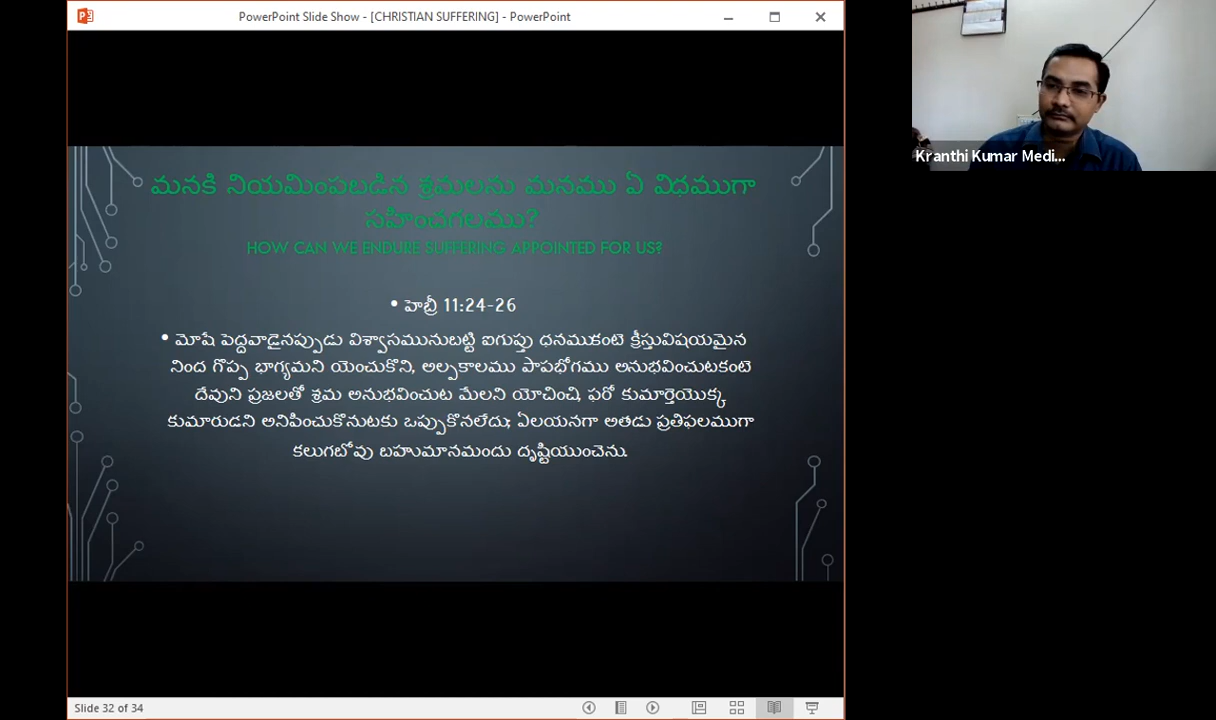 PowerPoint Slide Show - [CHRISTIAN SUFFERING] - PowerPoint
Kranthi Kumar Medi...
మనకి నియమింపబడిన శ్రమలను మనము ఏ విధముగా
సహించగలము?
HOW CAN WE ENDURE SUFFERING APPOINTED FOR US?
• హెబ్రీ 11:24-26
• మోషే పెద్దవాడైనప్పుడు విశ్వాసమునుబట్టి ఐగుప్తు ధనముకంటె క్రీస్తువిషయమైన
నింద గొప్ప భాగ్యమని యెంచుకొని, అల్పకాలము పాపభోగము అనుభవించుటకంటె
దేవుని ప్రజలతో శ్రమ అనుభవించుట మేలని యోచించి, ఫరో కుమార్తెయొక్క
కుమారుడని అనిపించుకొనుటకు ఒప్పుకొనలేదు; ఏలయనగా అతడు ప్రతిఫలముగా
కలుగబోవు బహుమానమందు దృష్టియుంచెను.
Slide 32 of 34